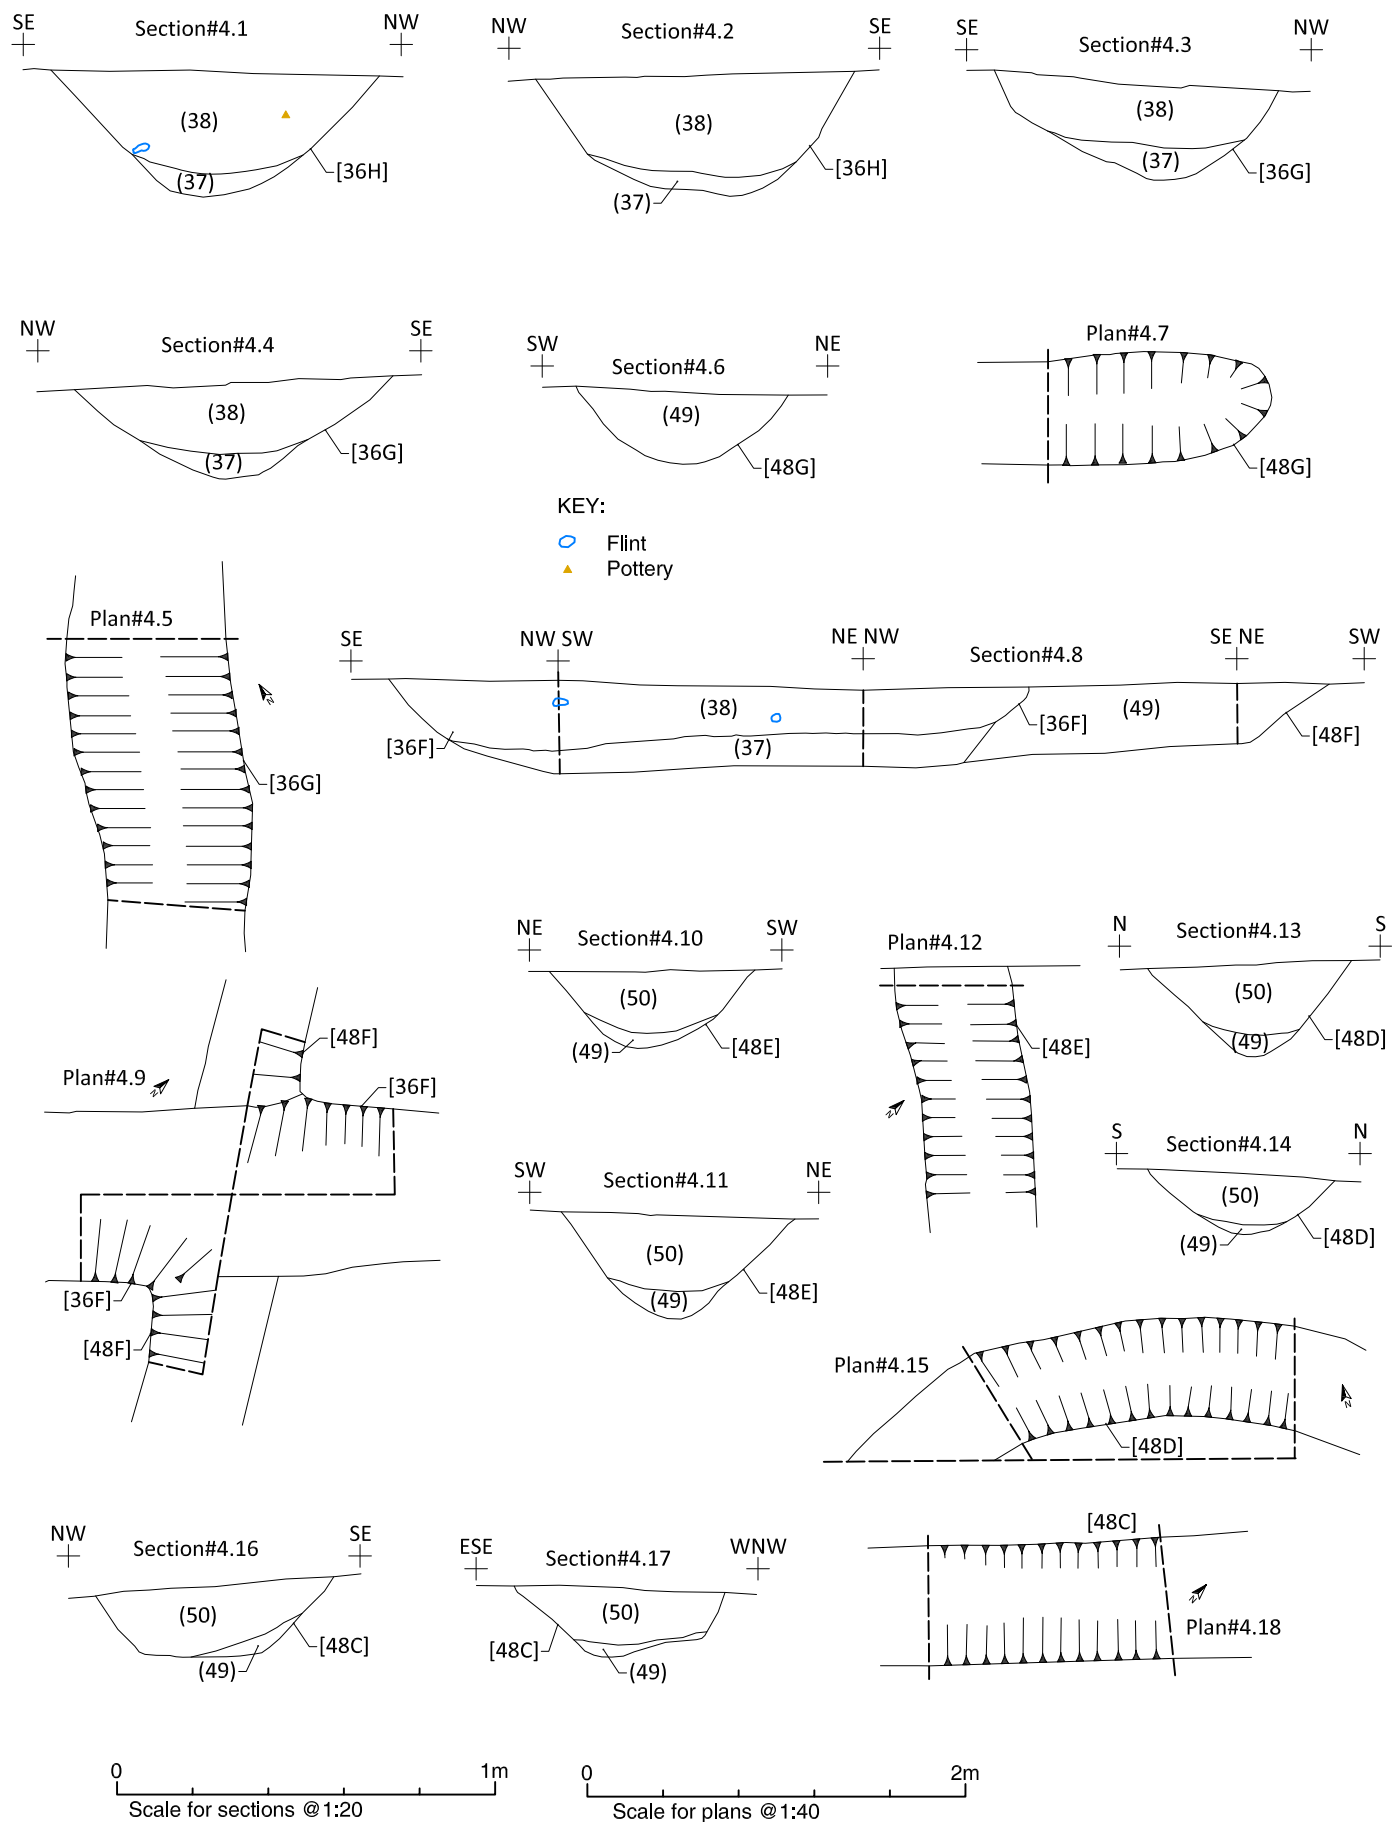 SE Section#4.1 NW
(38)
(37)
[36H]
NW Section#4.2 SE
(38)
(37)
[36H]
SE Section#4.3 NW
(38)
(37)
[36G]
NW Section#4.4 SE
(38)
(37)
[36G]
SW Section#4.6 NE
(49)
[48G]
Plan#4.7
[48G]
KEY:
Flint
Pottery
Plan#4.5
N
[36G]
SE NW SW NE NW Section#4.8 SE NE SW
(38)
(37)
[36F]
[36F]
(49)
[48F]
Plan#4.9
N
[48F]
[36F]
[36F]
[48F]
NE Section#4.10 SW
(50)
(49)
[48E]
SW Section#4.11 NE
(50)
(49)
[48E]
Plan#4.12
N
[48E]
N Section#4.13 S
(50)
(49)
[48D]
S Section#4.14 N
(50)
(49)
[48D]
Plan#4.15
N
[48D]
NW Section#4.16 SE
(50)
(49)
[48C]
ESE Section#4.17 WNW
(50)
[48C]
(49)
[48C]
N
Plan#4.18
0 1m
Scale for sections @1:20
0 2m
Scale for plans @1:40